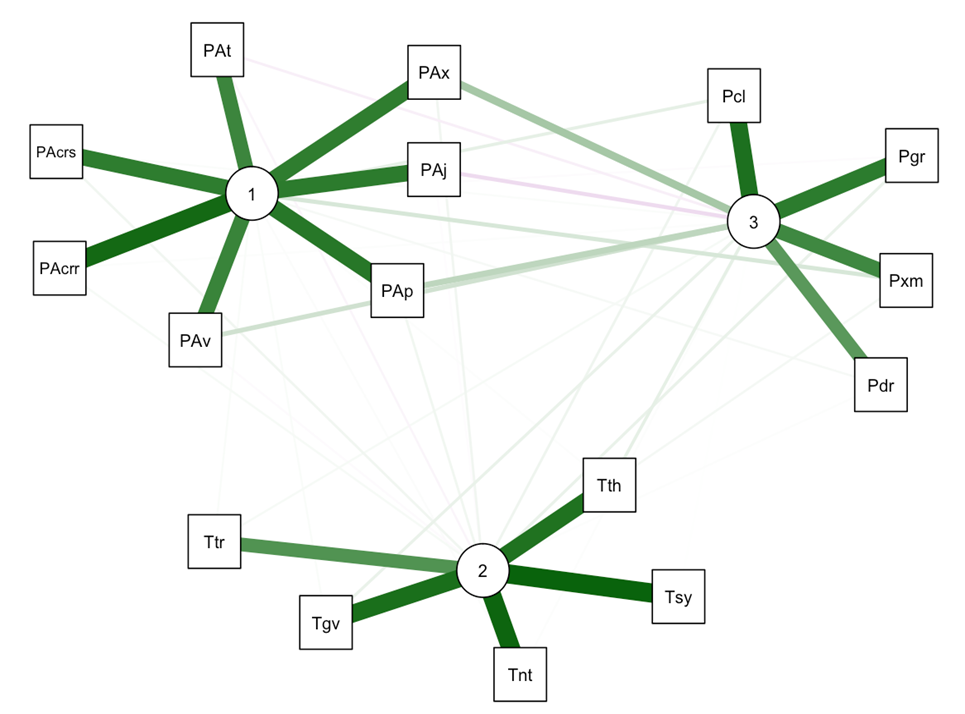 PAt
PAx
Pcl
PAcrs
Pgr
PAj
1
3
PAcrr
Pxm
PAp
PAv
Pdr
Tth
Ttr
2
Tsy
Tgv
Tnt